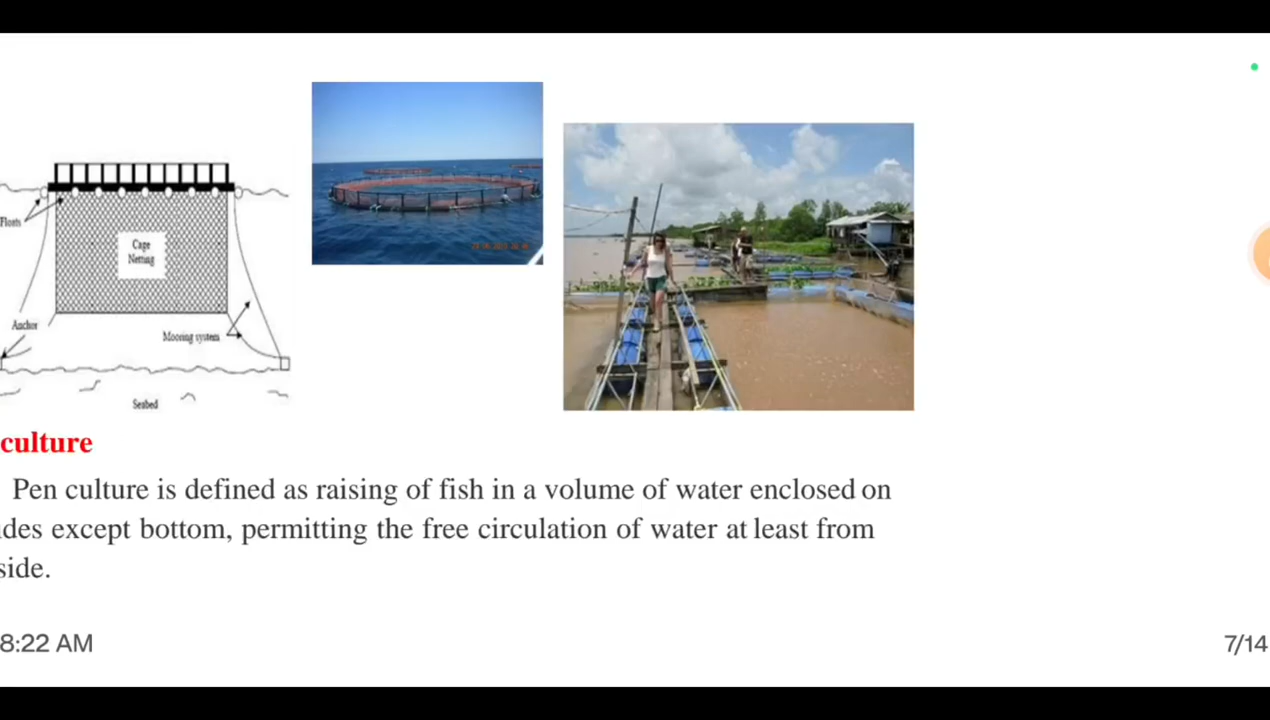 Floats
Cage
Netting
Anchor
Mooring system
Seabed
culture
Pen culture is defined as raising of fish in a volume of water enclosed on
ides except bottom, permitting the free circulation of water at least from
side.
8:22 AM
7/14